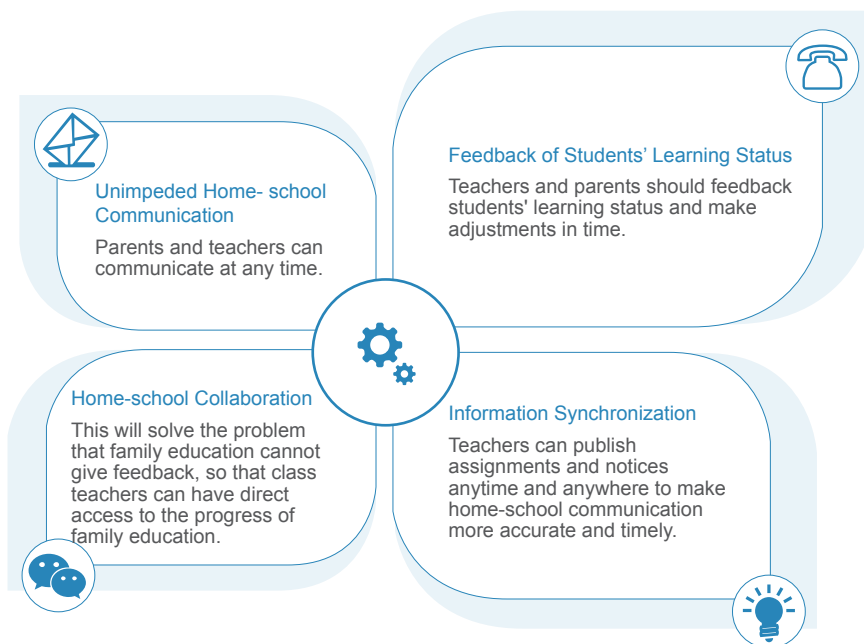 Unimpeded Home- school
Communication
Parents and teachers can
communicate at any time.
Feedback of Students’ Learning Status
Teachers and parents should feedback
students' learning status and make
adjustments in time.
Home-school Collaboration
This will solve the problem
that family education cannot
give feedback, so that class
teachers can have direct
access to the progress of
family education.
Information Synchronization
Teachers can publish
assignments and notices
anytime and anywhere to make
home-school communication
more accurate and timely.